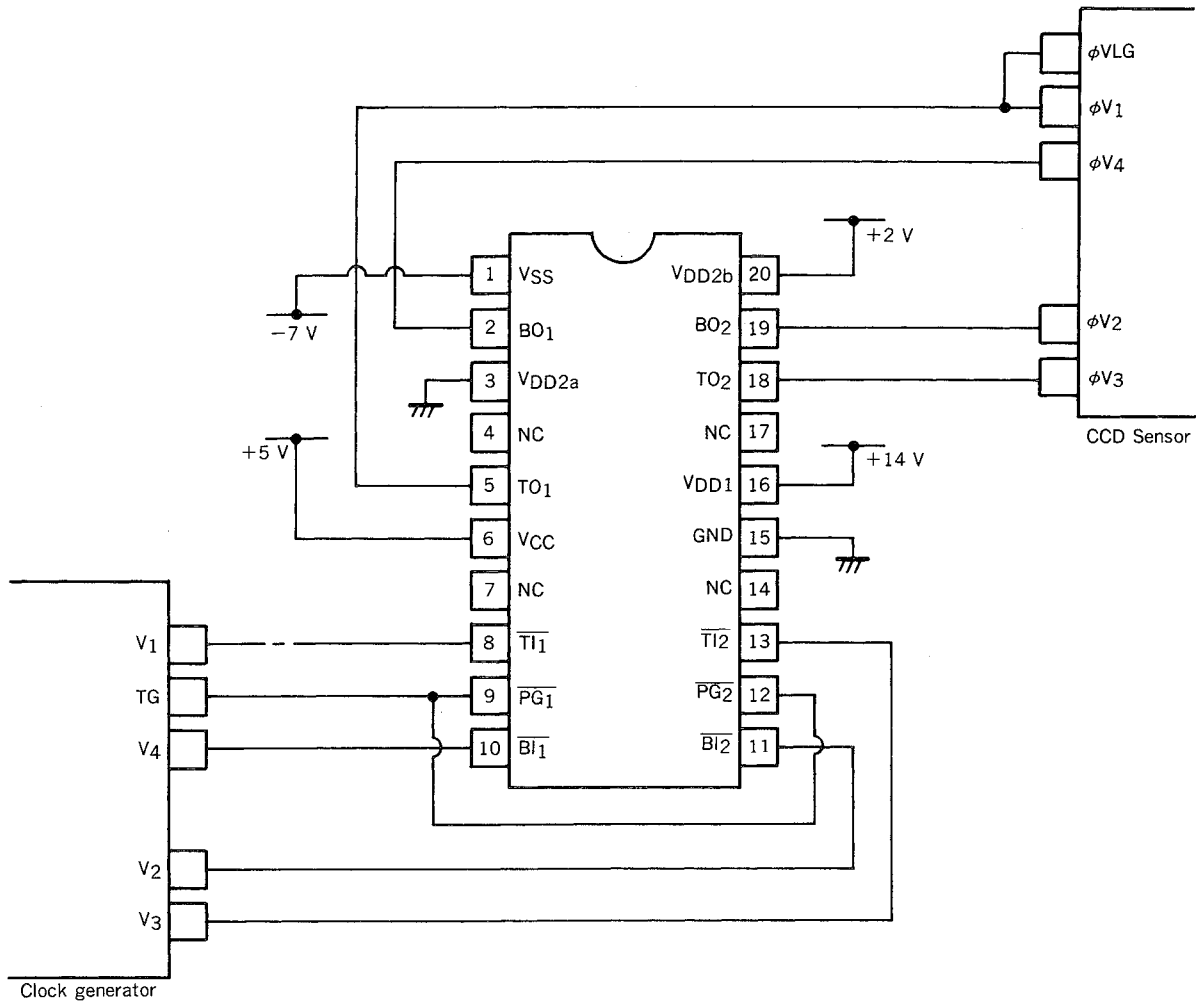 φVLG
φV1
φV4
φV2
φV3
CCD Sensor
+2 V
-7 V
+5 V
+14 V
1 VSS
2 BO1
3 VDD2a
4 NC
5 TO1
6 VCC
7 NC
8 TI1
9 PG1
10 BI1
VDD2b 20
BO2 19
TO2 18
NC 17
VDD1 16
GND 15
NC 14
TI2 13
PG2 12
BI2 11
V1
TG
V4
V2
V3
Clock generator